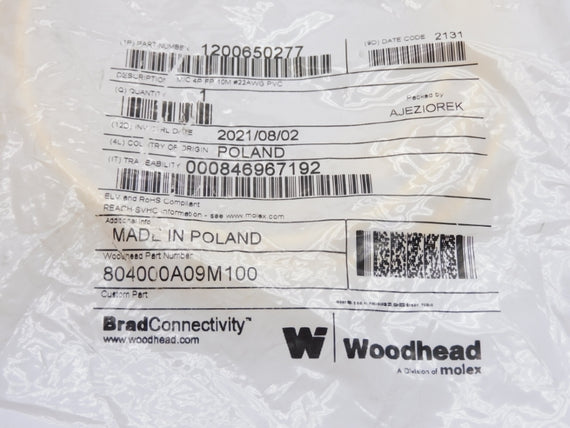 (1P) PART NUMBER 1200650277
(9D) DATE CODE 2131
DESCRIPTION MIC 4P FP 10M #22AWG PVC
(Q) QUANTITY 1
Packed by
AJEZIOREK
DATE 2021/08/02
(4L) COUNTRY OF ORIGIN POLAND
(1T) TRACEABILITY 000846967192
ELV and RoHS Compliant
REACH SVHC information - see www.molex.com
Additional Info
MADE IN POLAND
Woodhead Part Number
804000A09M100
Custom Part
BradConnectivity™
www.woodhead.com
W Woodhead
A Division of molex